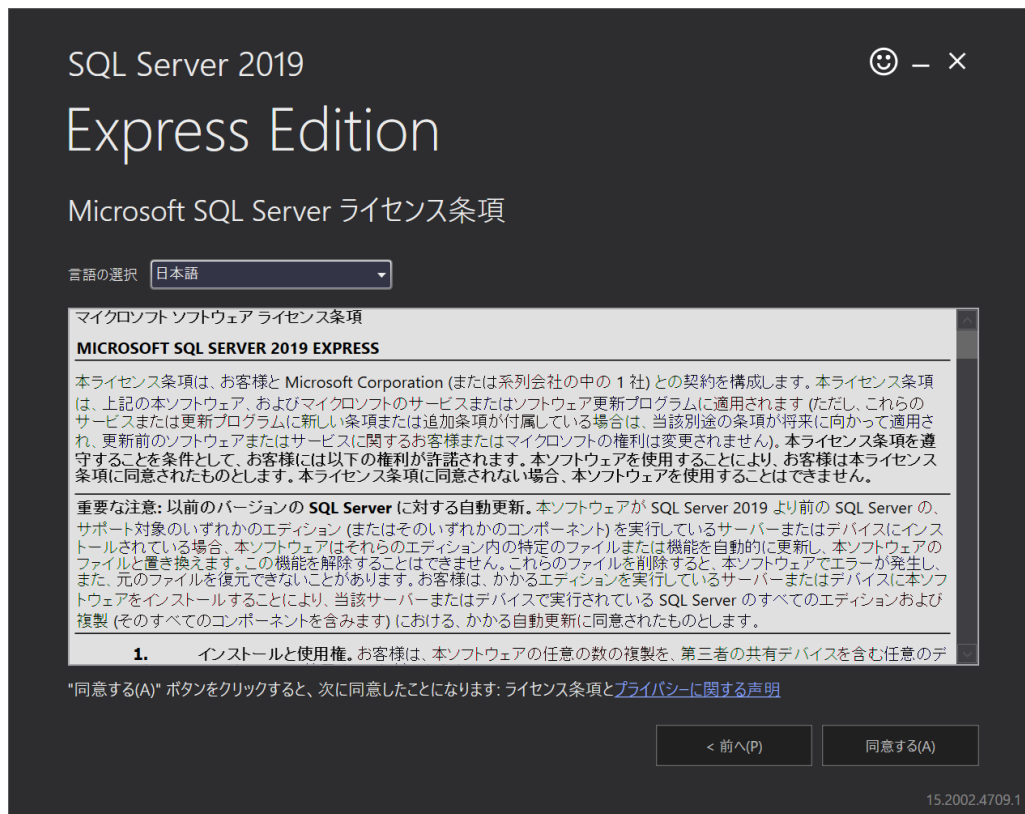 SQL Server 2019
Express Edition
Microsoft SQL Server ライセンス条項
言語の選択 日本語
マイクロソフト ソフトウェア ライセンス条項
MICROSOFT SQL SERVER 2019 EXPRESS
本ライセンス条項は、お客様と Microsoft Corporation (または系列会社の中の 1 社) との契約を構成します。本ライセンス条項
は、上記の本ソフトウェア、およびマイクロソフトのサービスまたはソフトウェア更新プログラムに適用されます (ただし、これらの
サービスまたは更新プログラムに新しい条項または追加条項が付属している場合は、当該別途の条項が将来に向かって適用さ
れ、更新前のソフトウェアまたはサービスに関するお客様またはマイクロソフトの権利は変更されません)。本ライセンス条項を遵
守することを条件として、お客様には以下の権利が許諾されます。本ソフトウェアを使用することにより、お客様は本ライセンス
条項に同意されたものとします。本ライセンス条項に同意されない場合、本ソフトウェアを使用することはできません。
重要な注意: 以前のバージョンの SQL Server に対する自動更新。本ソフトウェアが SQL Server 2019 より前の SQL Server の、
サポート対象のいずれかのエディション (またはそのいずれかのコンポーネント) を実行しているサーバーまたはデバイスにインス
トールされている場合、本ソフトウェアはそれらのエディション内の特定のファイルまたは機能を自動的に更新し、本ソフトウェアの
ファイルと置き換えます。この機能を解除することはできません。これらのファイルを削除すると、本ソフトウェアでエラーが発生し、
また、元のファイルを復元できないことがあります。お客様は、かかるエディションを実行しているサーバーまたはデバイスに本ソフ
トウェアをインストールすることにより、当該サーバーまたはデバイスで実行されている SQL Server のすべてのエディションおよび
複製 (そのすべてのコンポーネントを含みます) における、かかる自動更新に同意されたものとします。
1. インストールと使用権。お客様は、本ソフトウェアの任意の数の複製を、第三者の共有デバイスを含む任意のデ
"同意する(A)" ボタンをクリックすると、次に同意したことになります: ライセンス条項とプライバシーに関する声明
< 前へ(P) 同意する(A)
15.2002.4709.1